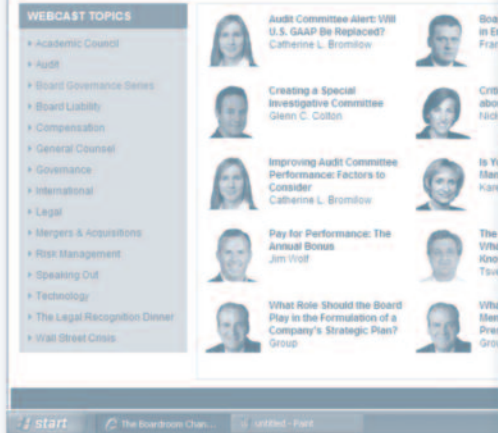 WEBCAST TOPICS
Academic Council
Audit
Board Governance Series
Board Liability
Compensation
General Counsel
Governance
International
Legal
Mergers & Acquisitions
Risk Management
Speaking Out
Technology
The Legal Recognition Dinner
Wall Street Crisis
Audit Committee Alert: Will
U.S. GAAP Be Replaced?
Catherine L. Bromilow
Creating a Special
Investigative Committee
Glenn C. Colton
Improving Audit Committee
Performance: Factors to
Consider
Catherine L. Bromilow
Pay for Performance: The
Annual Bonus
Jim Wolf
What Role Should the Board
Play in the Formulation of a
Company's Strategic Plan?
Group
in
Is
The
start
The Boardroom Chan...
untitled - Paint